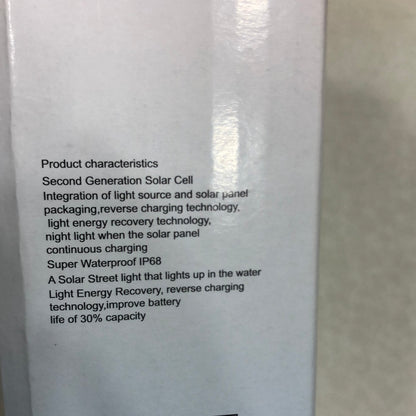 Product characteristics
Second Generation Solar Cell
Integration of light source and solar panel
packaging,reverse charging technology,
light energy recovery technology,
night light when the solar panel
continuous charging
Super Waterproof IP68
A Solar Street light that lights up in the water
Light Energy Recovery, reverse charging
technology,improve battery
life of 30% capacity